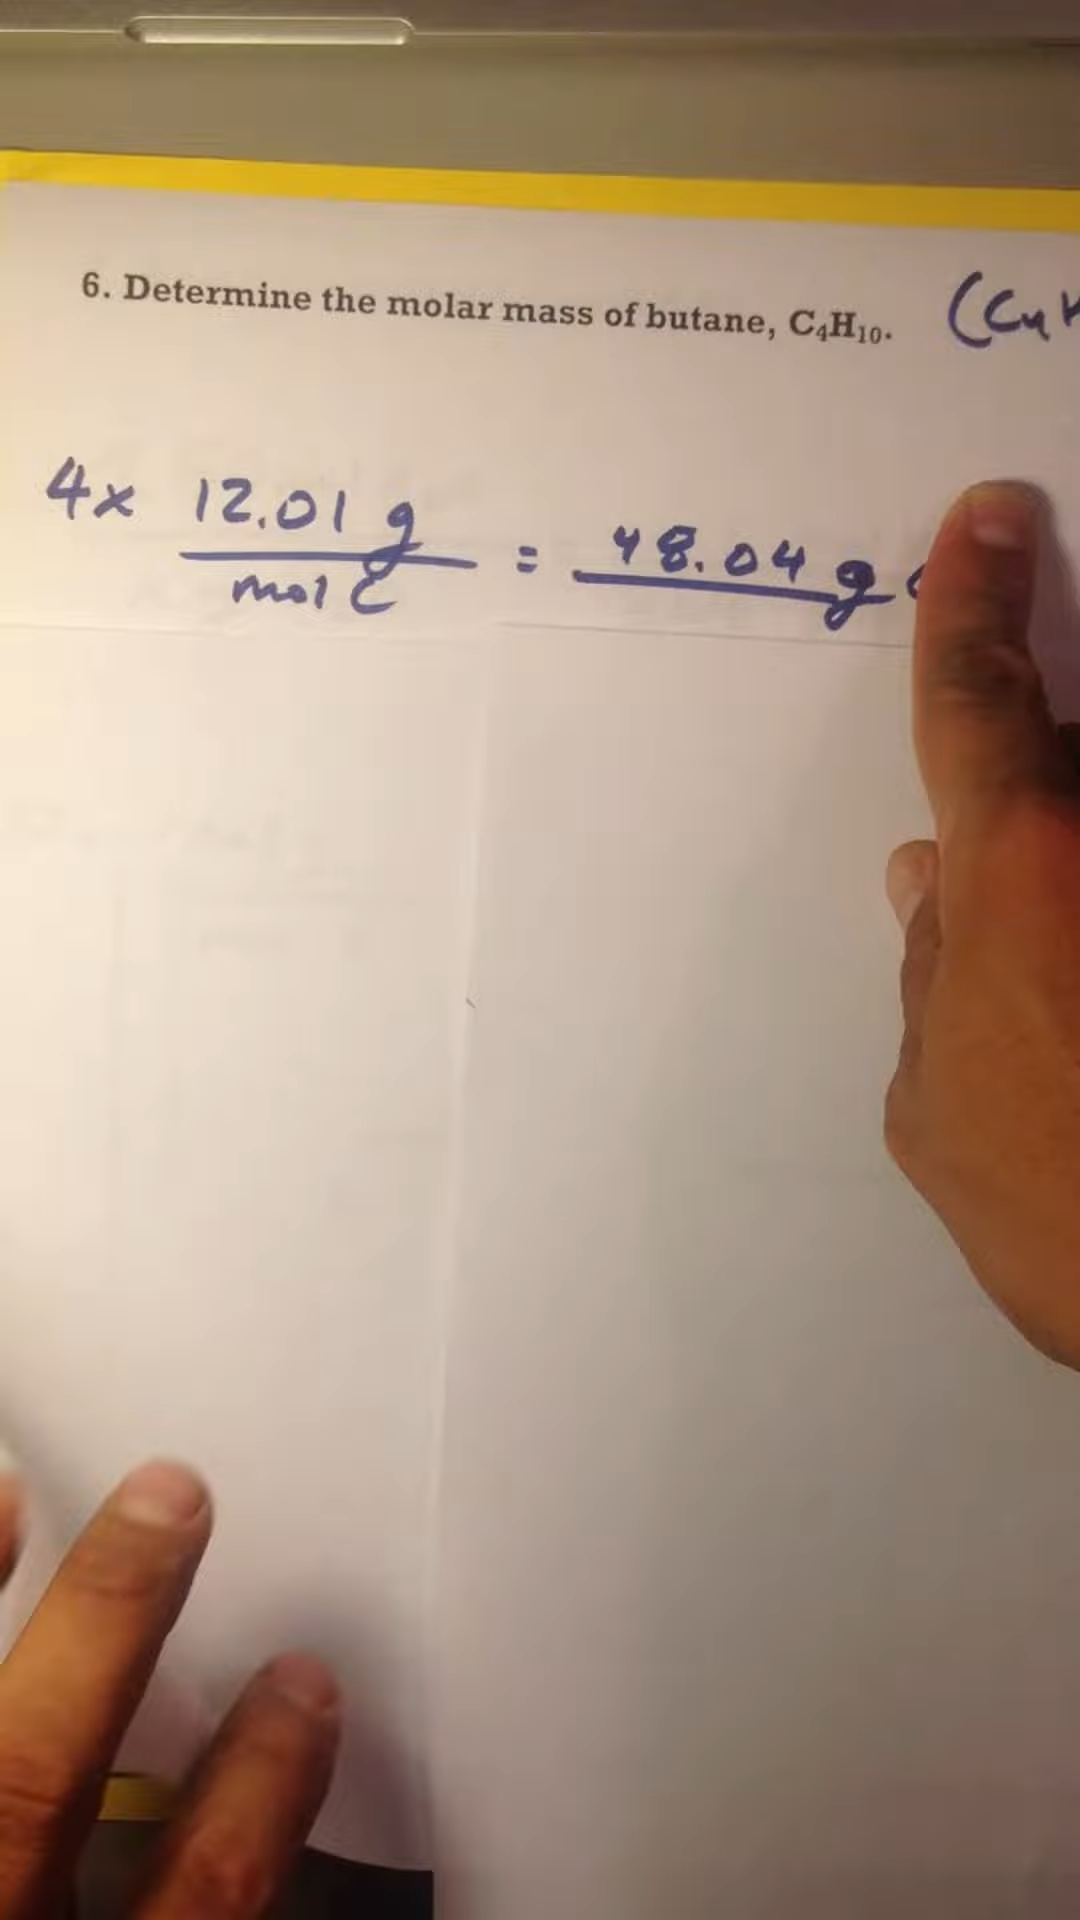 6. Determine the molar mass of butane, C₄H₁₀.
4x 12.01 g = 48.04 g
mol C